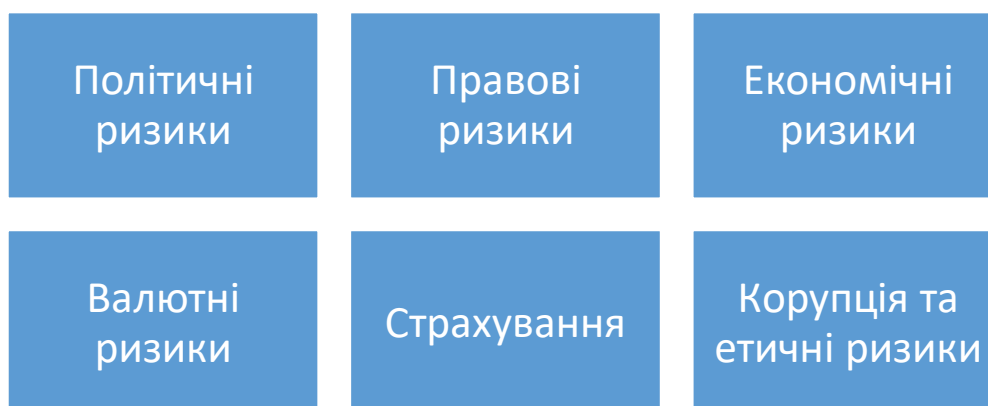 Політичні
ризики
Правові
ризики
Економічні
ризики
Валютні
ризики
Страхування
Корупція та
етичні ризики